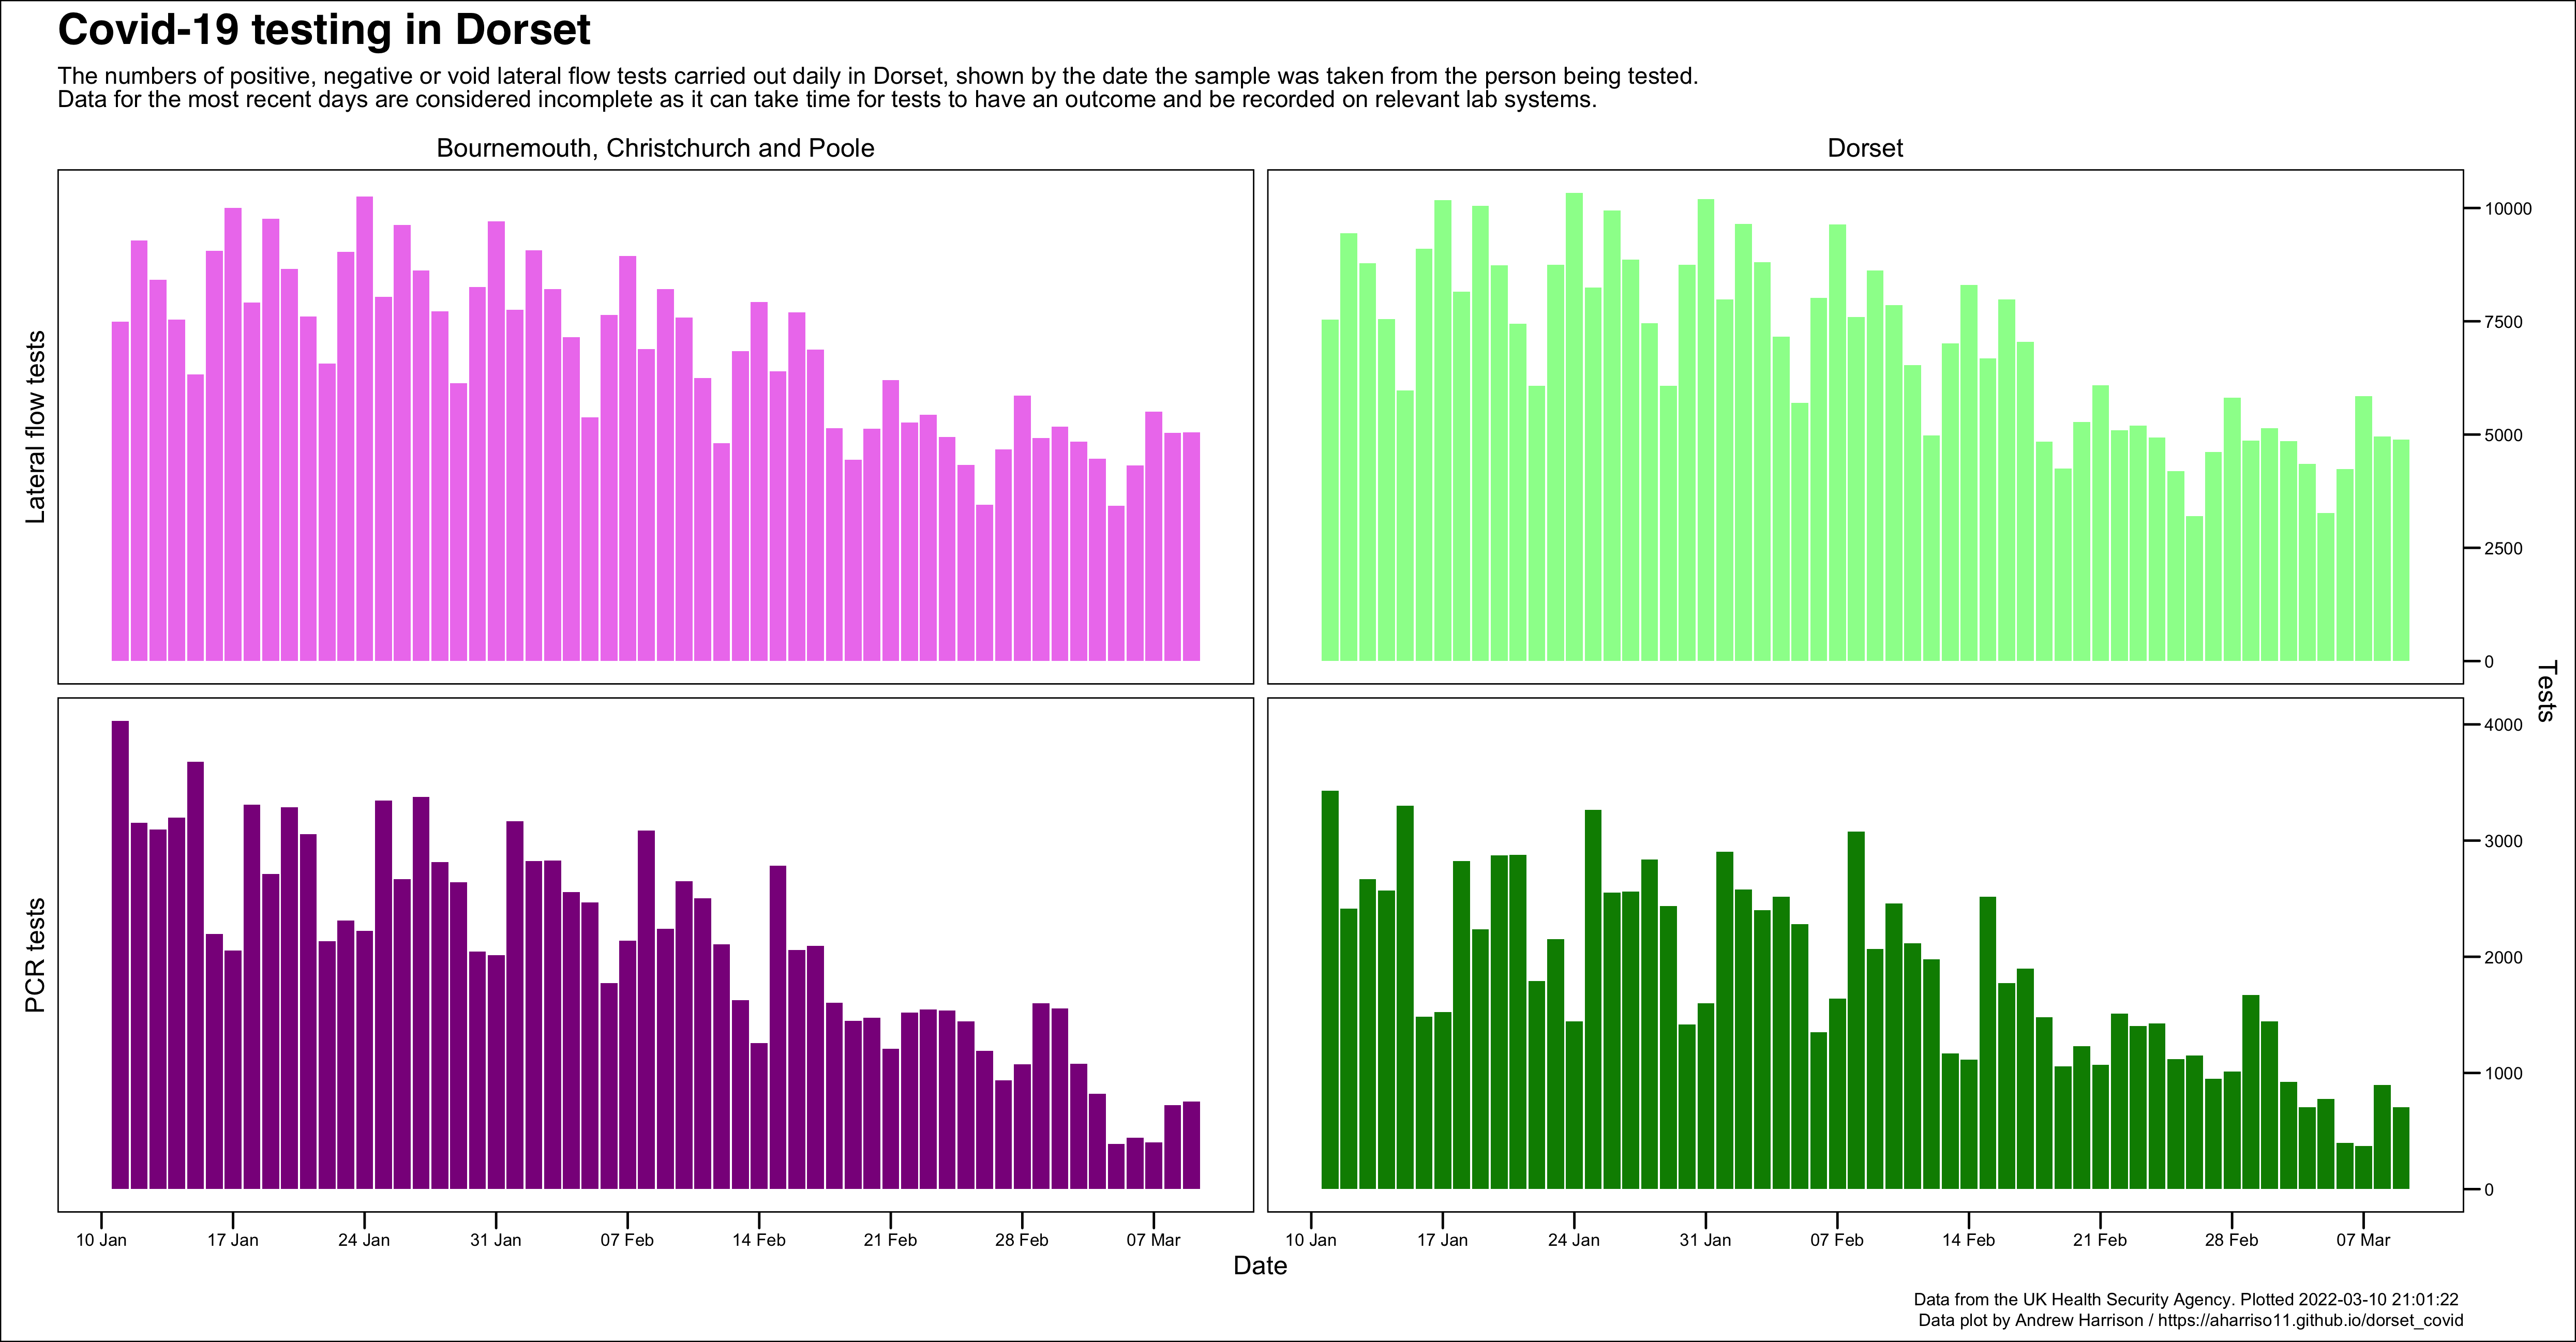 Covid-19 testing in Dorset
The numbers of positive, negative or void lateral flow tests carried out daily in Dorset, shown by the date the sample was taken from the person being tested.
Data for the most recent days are considered incomplete as it can take time for tests to have an outcome and be recorded on relevant lab systems.
Bournemouth, Christchurch and Poole
Dorset
Lateral flow tests
10000
7500
5000
2500
0
Tests
PCR tests
4000
3000
2000
1000
0
10 Jan 17 Jan 24 Jan 31 Jan 07 Feb 14 Feb 21 Feb 28 Feb 07 Mar
10 Jan 17 Jan 24 Jan 31 Jan 07 Feb 14 Feb 21 Feb 28 Feb 07 Mar
Date
Data from the UK Health Security Agency. Plotted 2022-03-10 21:01:22
Data plot by Andrew Harrison / https://aharriso11.github.io/dorset_covid